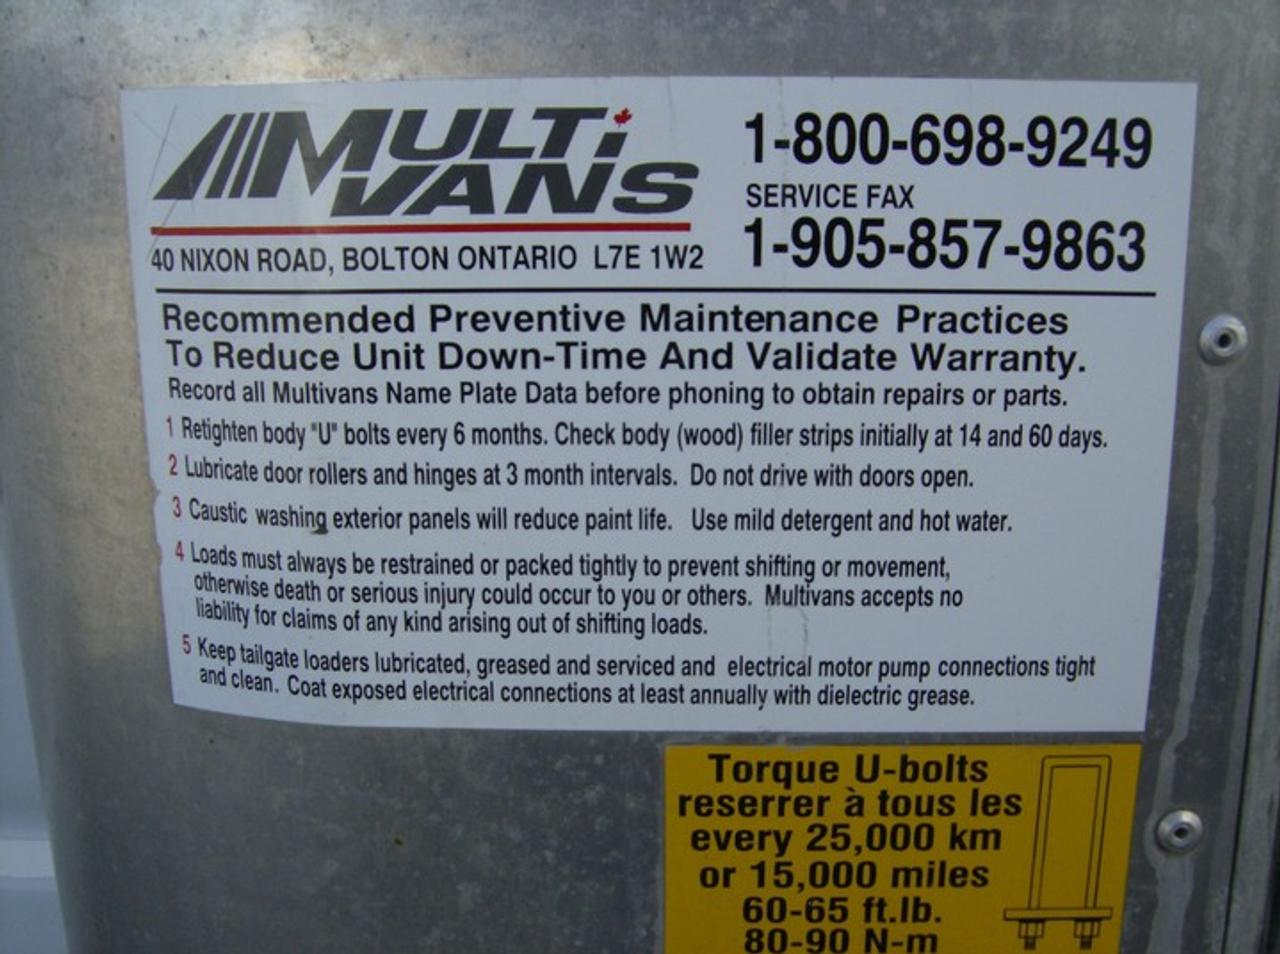 MULTi VANS
40 NIXON ROAD, BOLTON ONTARIO L7E 1W2
1-800-698-9249
SERVICE FAX
1-905-857-9863
Recommended Preventive Maintenance Practices
To Reduce Unit Down-Time And Validate Warranty.
Record all Multivans Name Plate Data before phoning to obtain repairs or parts.
1 Retighten body "U" bolts every 6 months. Check body (wood) filler strips initially at 14 and 60 days.
2 Lubricate door rollers and hinges at 3 month intervals. Do not drive with doors open.
3 Caustic washing exterior panels will reduce paint life. Use mild detergent and hot water.
4 Loads must always be restrained or packed tightly to prevent shifting or movement,
otherwise death or serious injury could occur to you or others. Multivans accepts no
liability for claims of any kind arising out of shifting loads.
5 Keep tailgate loaders lubricated, greased and serviced and electrical motor pump connections tight
and clean. Coat exposed electrical connections at least annually with dielectric grease.
Torque U-bolts
reserrer à tous les
every 25,000 km
or 15,000 miles
60-65 ft.lb.
80-90 N-m